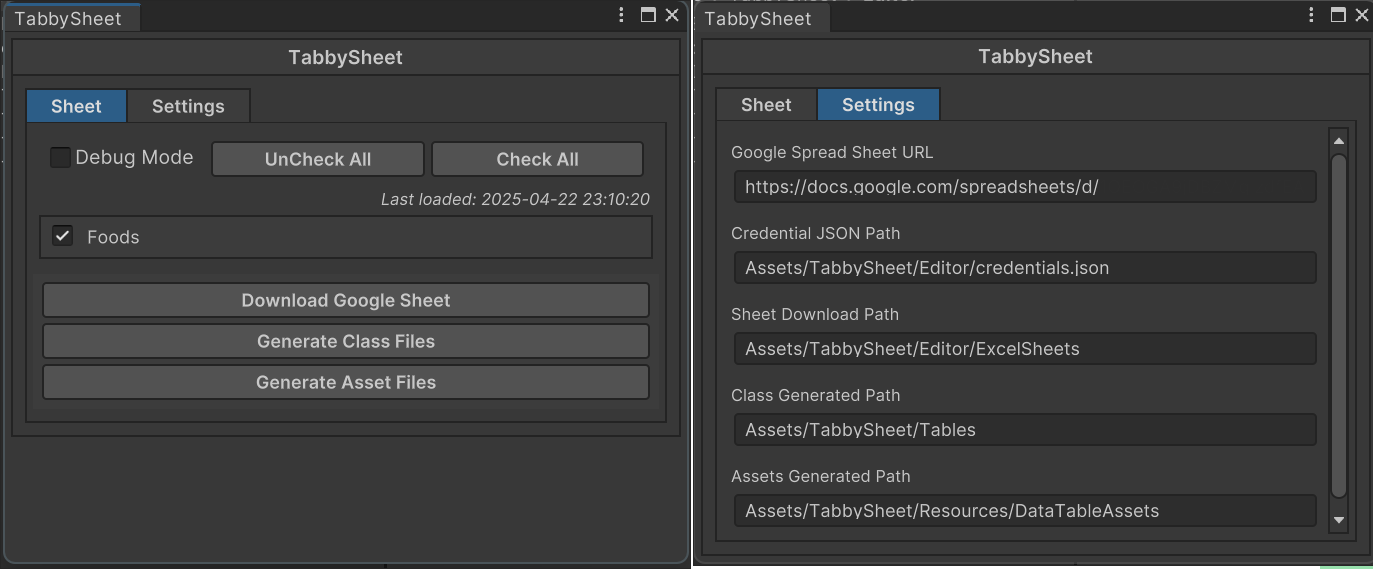 TabbySheet
TabbySheet
Sheet Settings
Debug Mode UnCheck All Check All
Last loaded: 2025-04-22 23:10:20
Foods
Download Google Sheet
Generate Class Files
Generate Asset Files
TabbySheet
TabbySheet
Sheet Settings
Google Spread Sheet URL
https://docs.google.com/spreadsheets/d/
Credential JSON Path
Assets/TabbySheet/Editor/credentials.json
Sheet Download Path
Assets/TabbySheet/Editor/ExcelSheets
Class Generated Path
Assets/TabbySheet/Tables
Assets Generated Path
Assets/TabbySheet/Resources/DataTableAssets